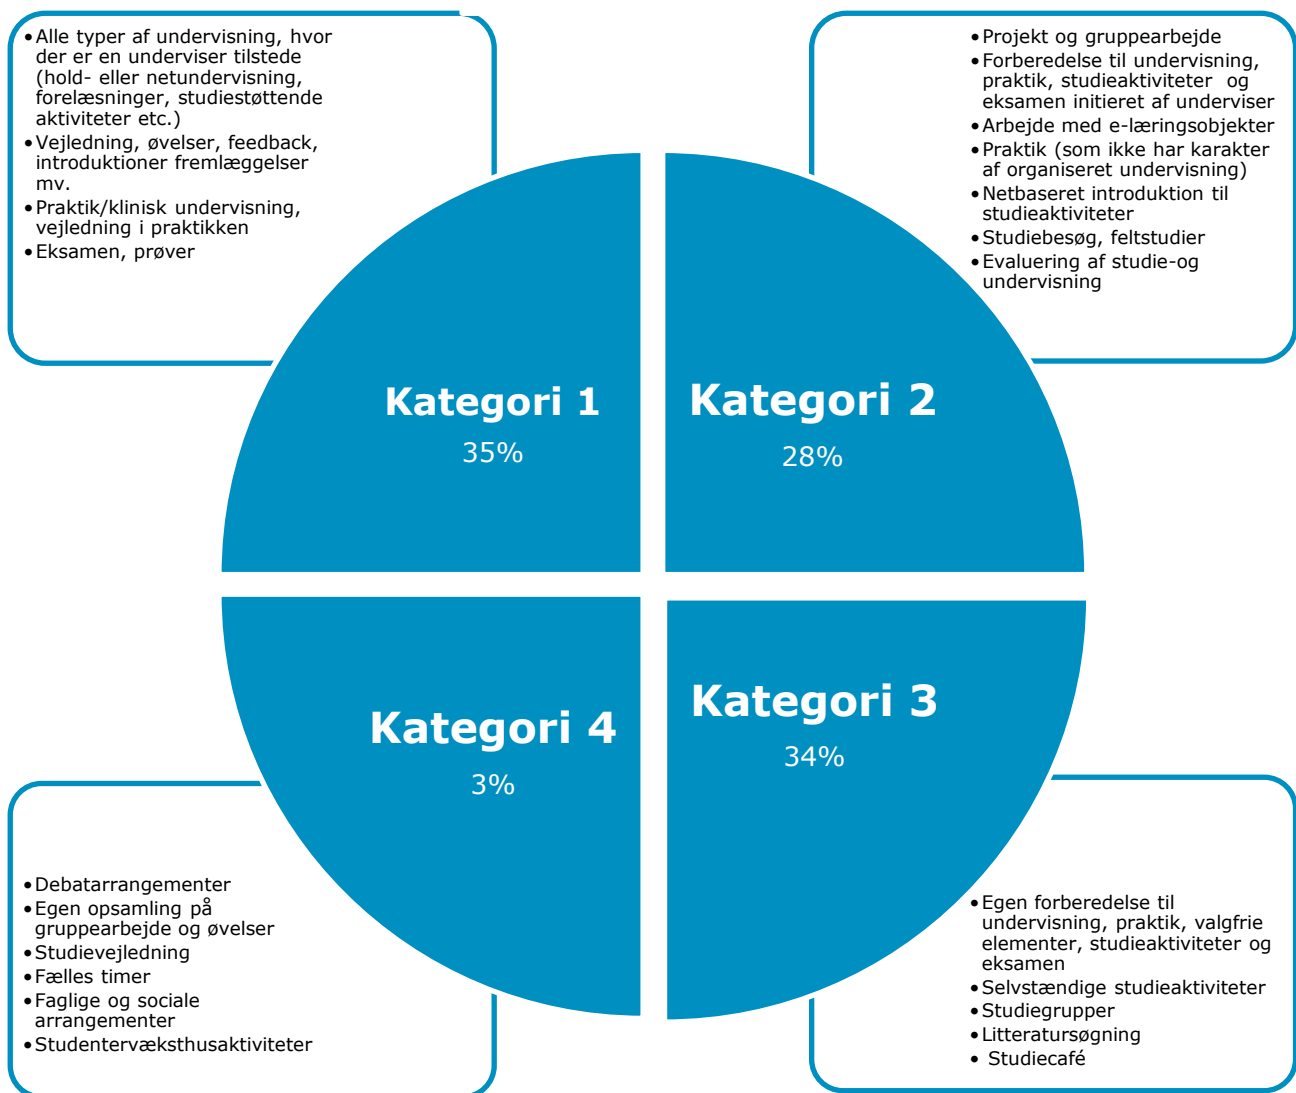 • Alle typer af undervisning, hvor
der er en underviser tilstede
(hold- eller netundervisning,
forelæsninger, studiestøttende
aktiviteter etc.)
• Vejledning, øvelser, feedback,
introduktioner fremlæggelser
mv.
• Praktik/klinisk undervisning,
vejledning i praktikken
• Eksamen, prøver
• Projekt og gruppearbejde
• Forberedelse til undervisning,
praktik, studieaktiviteter og
eksamen initieret af underviser
• Arbejde med e-læringsobjekter
• Praktik (som ikke har karakter
af organiseret undervisning)
• Netbaseret introduktion til
studieaktiviteter
• Studiebesøg, feltstudier
• Evaluering af studie-og
undervisning
Kategori 1
35%
Kategori 2
28%
Kategori 4
3%
Kategori 3
34%
• Debatarrangementer
• Egen opsamling på
gruppearbejde og øvelser
• Studievejledning
• Fælles timer
• Faglige og sociale
arrangementer
• Studentervæksthusaktiviteter
• Egen forberedelse til
undervisning, praktik, valgfrie
elementer, studieaktiviteter og
eksamen
• Selvstændige studieaktiviteter
• Studiegrupper
• Litteratursøgning
• Studiecafé